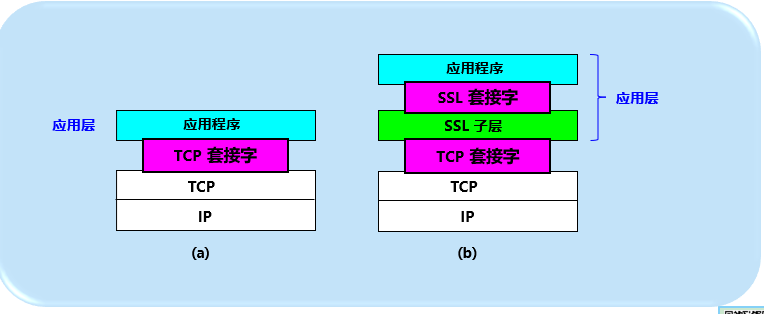 应用层
应用程序
TCP 套接字
TCP
IP
(a)
应用程序
SSL 套接字
SSL 子层
TCP 套接字
TCP
IP
(b)
应用层